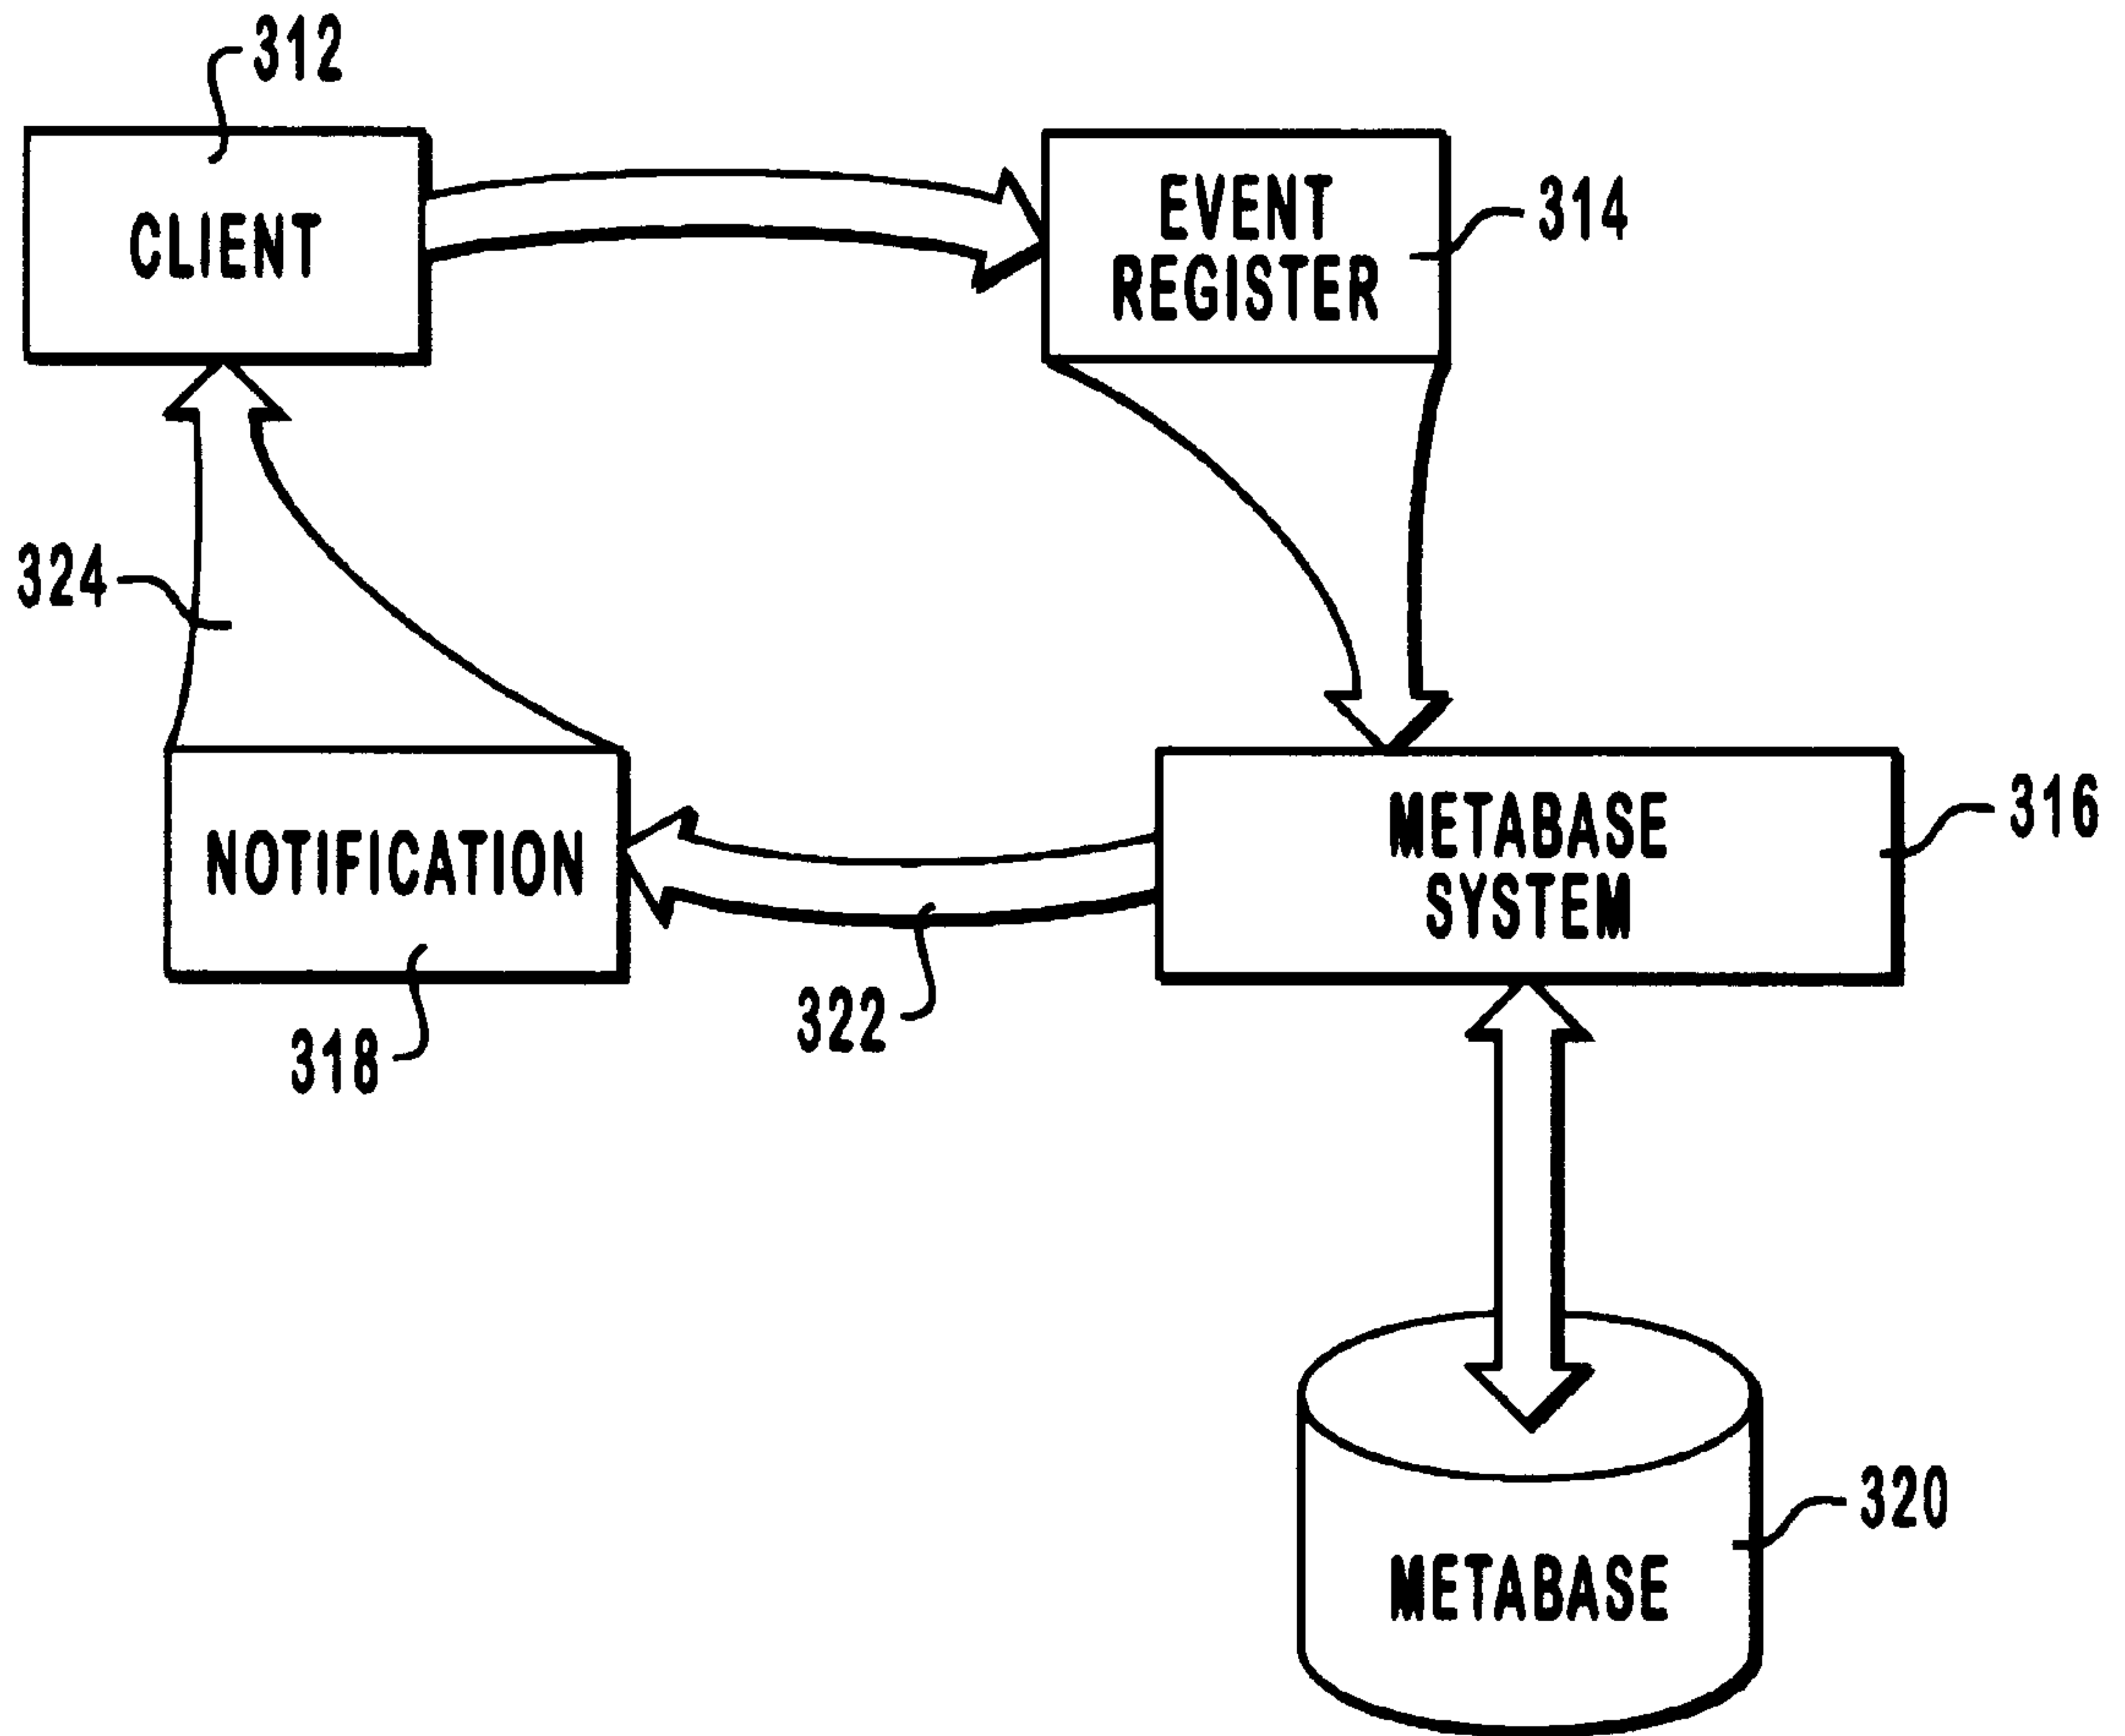 312
CLIENT
EVENT
REGISTER
314
324
NOTIFICATION
METABASE
SYSTEM
316
318
322
320
METABASE